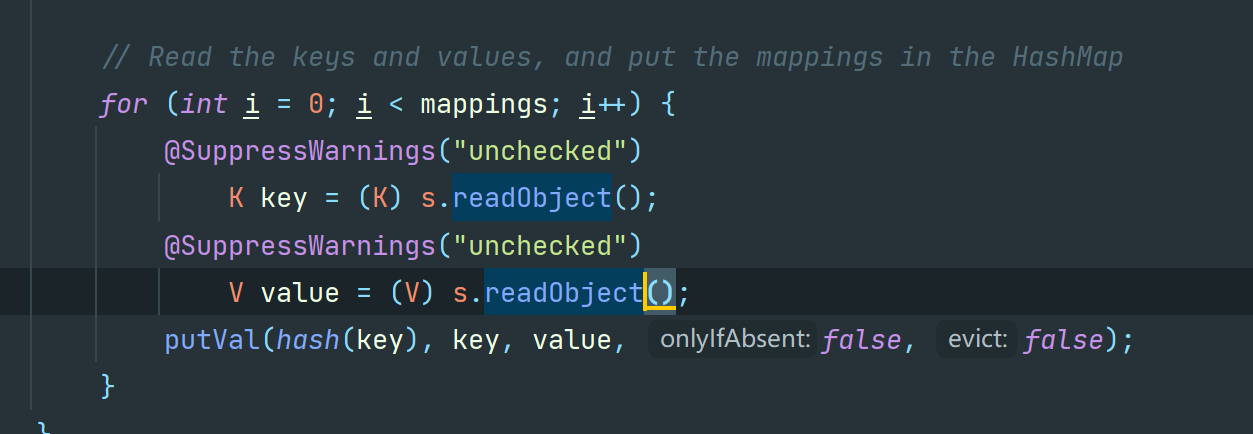 // Read the keys and values, and put the mappings in the HashMap
for (int i = 0; i < mappings; i++) {
@SuppressWarnings("unchecked")
K key = (K) s.readObject();
@SuppressWarnings("unchecked")
V value = (V) s.readObject();
putVal(hash(key), key, value, onlyIfAbsent: false, evict: false);
}
}